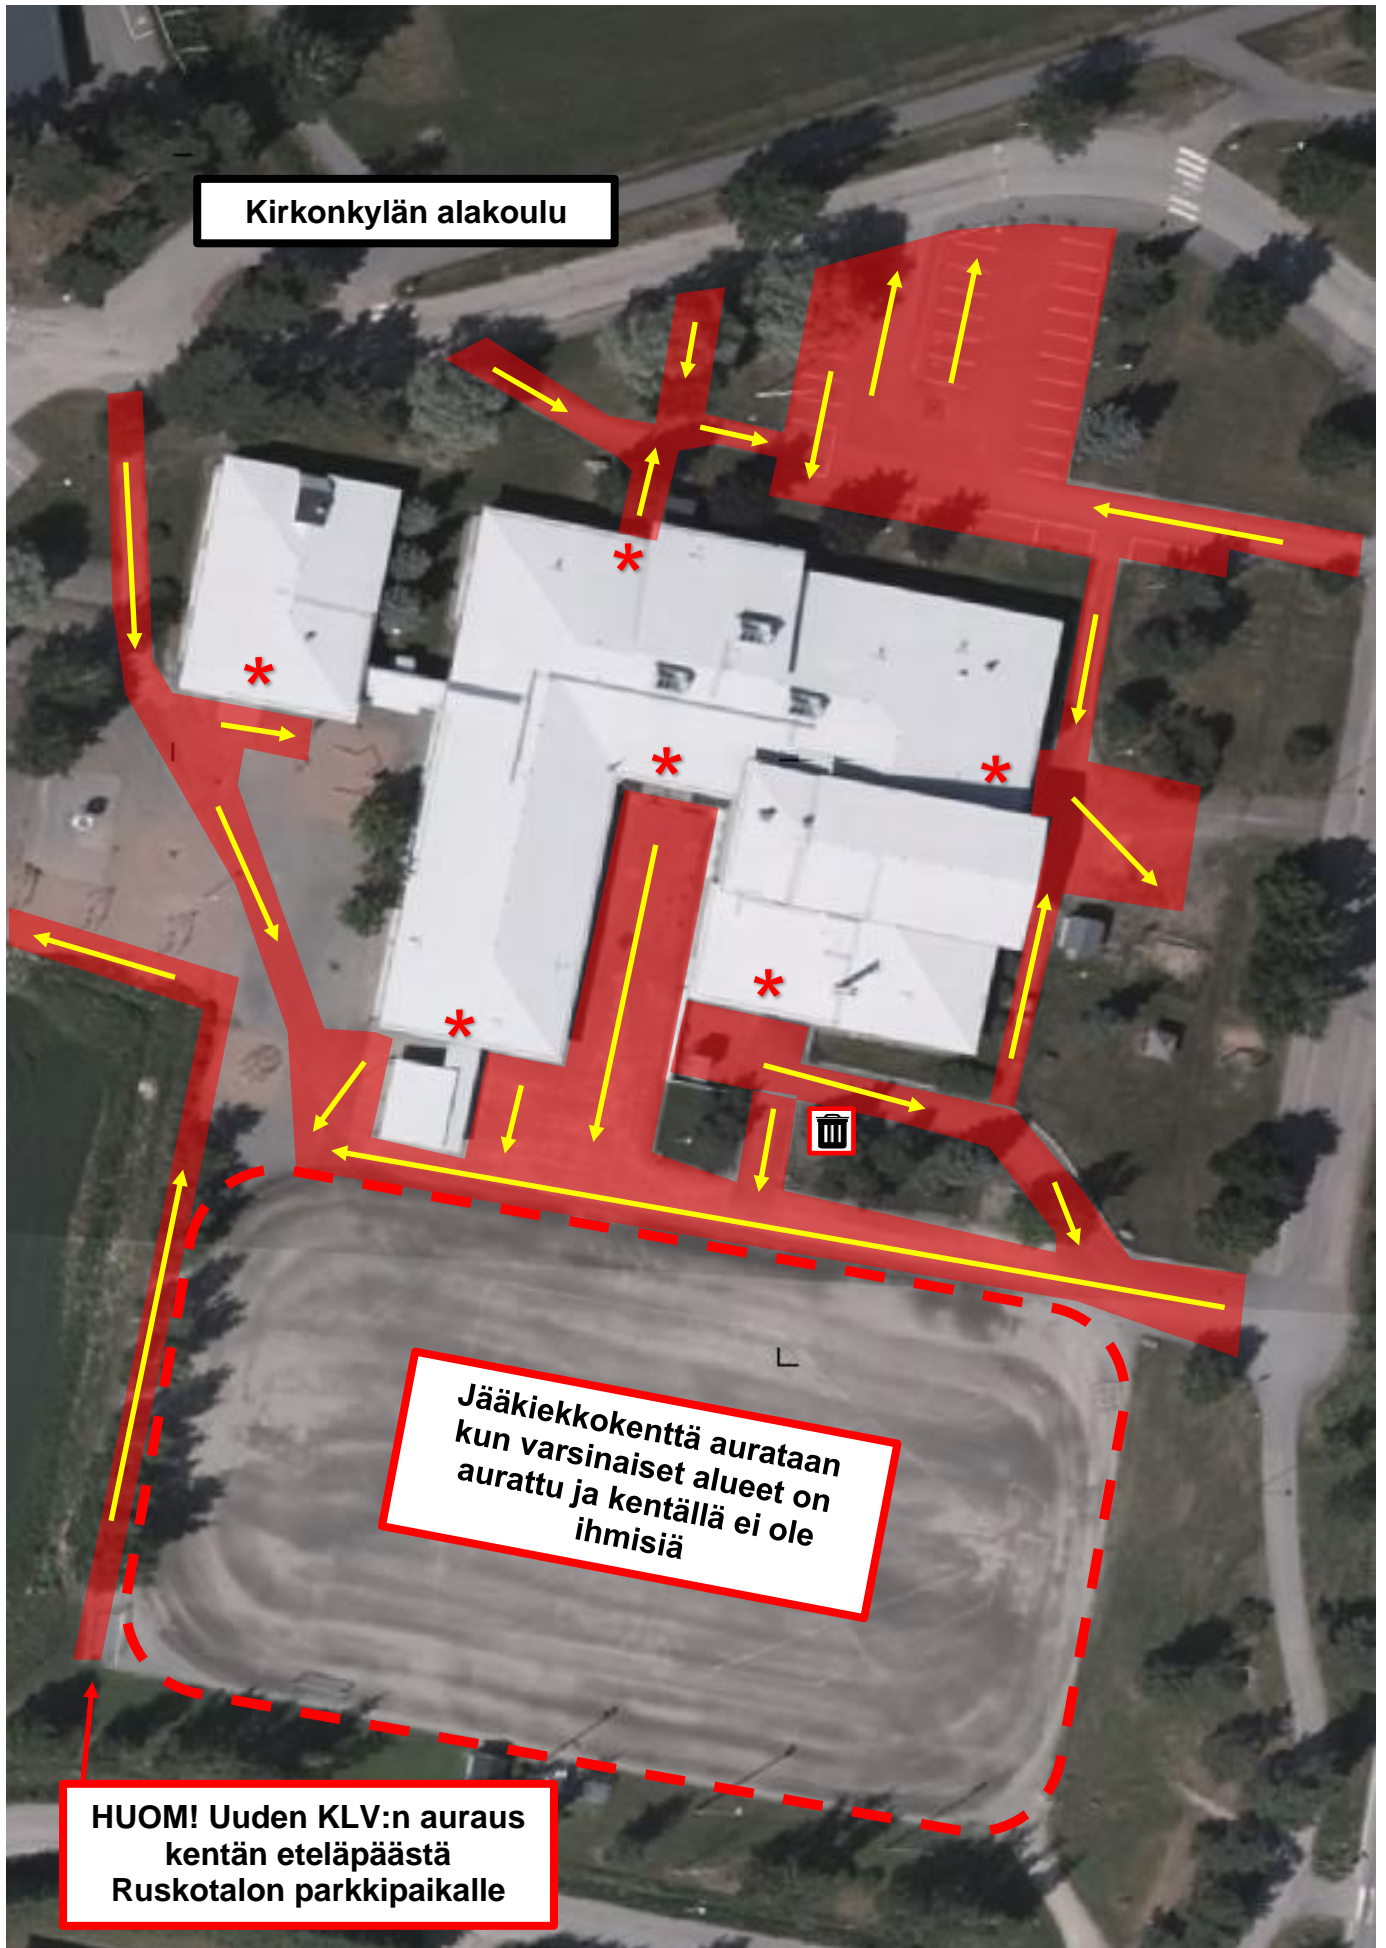 Kirkonkylän alakoulu
Jääkiekkokenttä aurataan
kun varsinaiset alueet on
aurattu ja kentällä ei ole
ihmisiä
HUOM! Uuden KLV:n auraus
kentän eteläpäästä
Ruskotalon parkkipaikalle